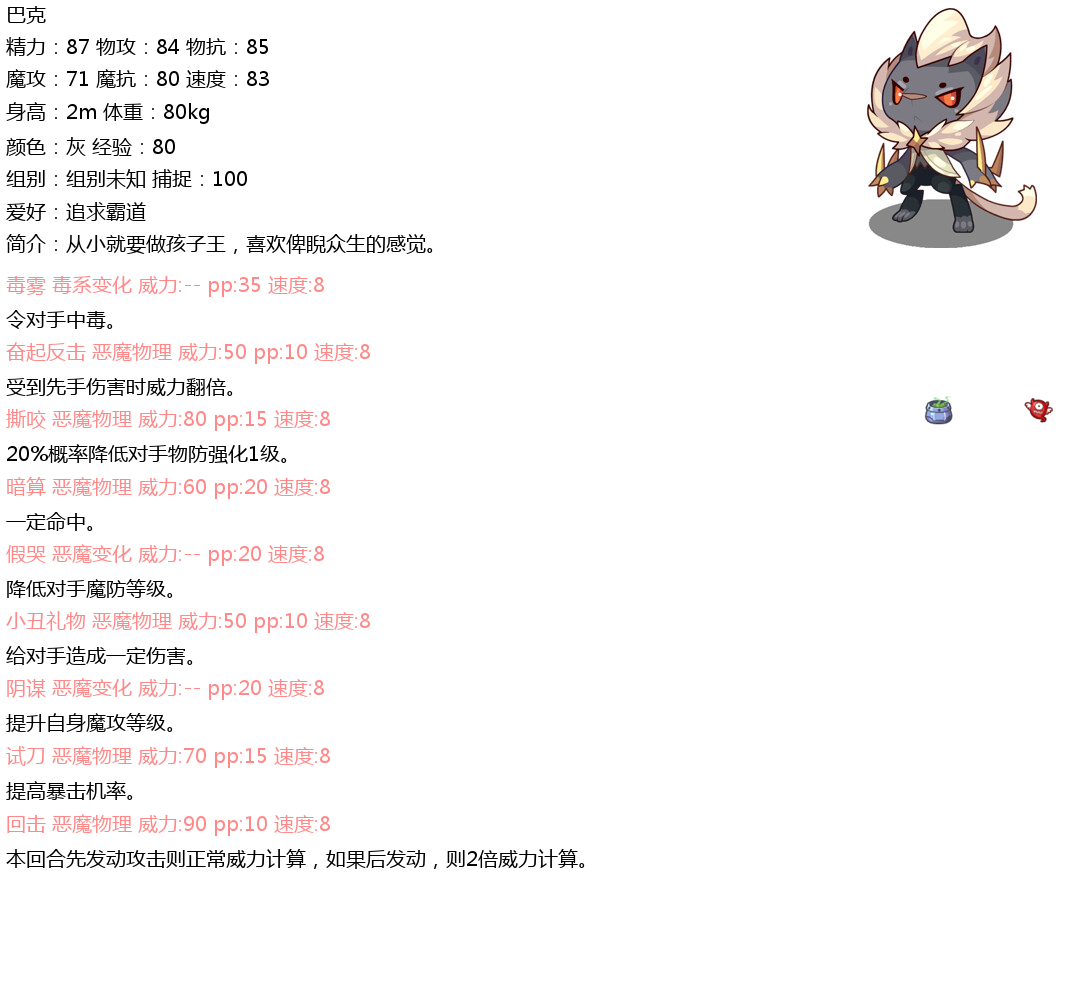 巴克
精力：87 物攻：84 物抗：85
魔攻：71 魔抗：80 速度：83
身高：2m 体重：80kg
颜色：灰 经验：80
组别：组别未知 捕捉：100
爱好：追求霸道
简介：从小就要做孩子王，喜欢俾睨众生的感觉。
毒雾 毒系变化 威力:-- pp:35 速度:8
令对手中毒。
奋起反击 恶魔物理 威力:50 pp:10 速度:8
受到先手伤害时威力翻倍。
撕咬 恶魔物理 威力:80 pp:15 速度:8
20%概率降低对手物防强化1级。
暗算 恶魔物理 威力:60 pp:20 速度:8
一定命中。
假哭 恶魔变化 威力:-- pp:20 速度:8
降低对手魔防等级。
小丑礼物 恶魔物理 威力:50 pp:10 速度:8
给对手造成一定伤害。
阴谋 恶魔变化 威力:-- pp:20 速度:8
提升自身魔攻等级。
试刀 恶魔物理 威力:70 pp:15 速度:8
提高暴击机率。
回击 恶魔物理 威力:90 pp:10 速度:8
本回合先发动攻击则正常威力计算，如果后发动，则2倍威力计算。